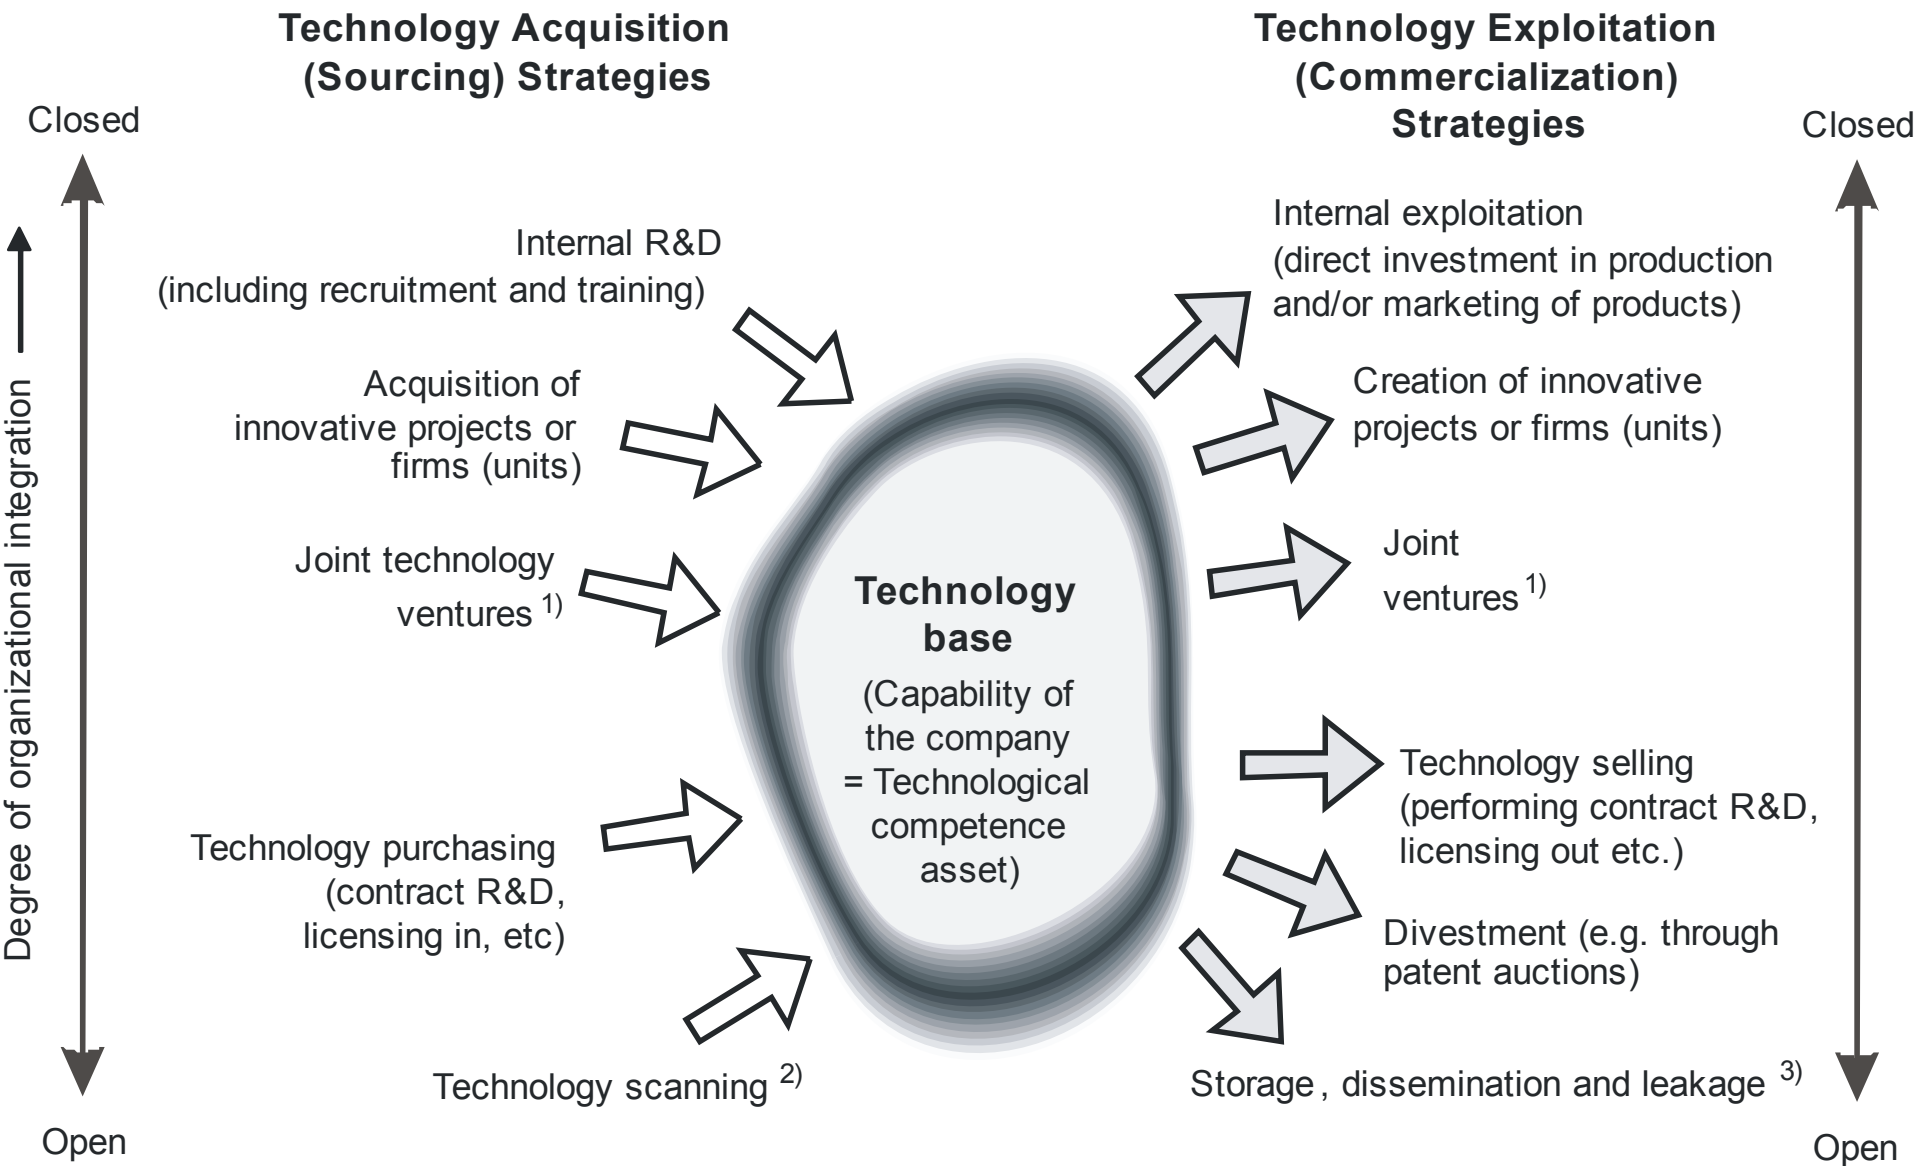 Technology Acquisition
(Sourcing) Strategies
Technology Exploitation
(Commercialization)
Strategies
Closed
Closed
Degree of organizational integration
Internal R&D
(including recruitment and training)
Acquisition of
innovative projects or
firms (units)
Joint technology
ventures 1)
Technology purchasing
(contract R&D,
licensing in, etc)
Technology scanning 2)
Technology
base
(Capability of
the company
= Technological
competence
asset)
Internal exploitation
(direct investment in production
and/or marketing of products)
Creation of innovative
projects or firms (units)
Joint
ventures 1)
Technology selling
(performing contract R&D,
licensing out etc.)
Divestment (e.g. through
patent auctions)
Storage, dissemination and leakage 3)
Open
Open